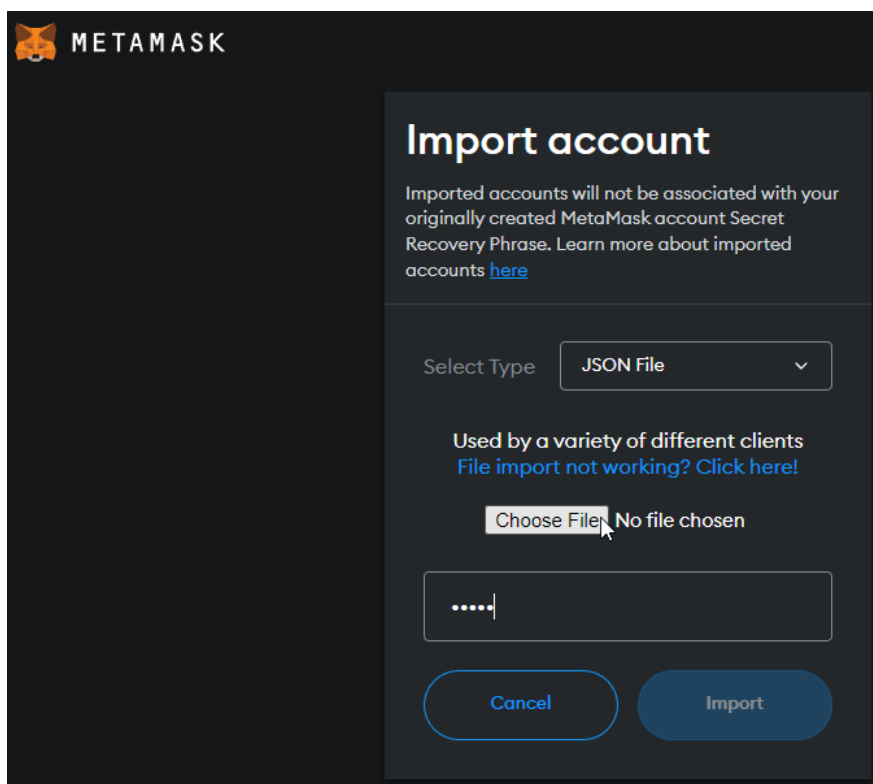 METAMASK
Import account
Imported accounts will not be associated with your
originally created MetaMask account Secret
Recovery Phrase. Learn more about imported
accounts here
Select Type
JSON File
Used by a variety of different clients
File import not working? Click here!
Choose File No file chosen
•••••
Cancel
Import